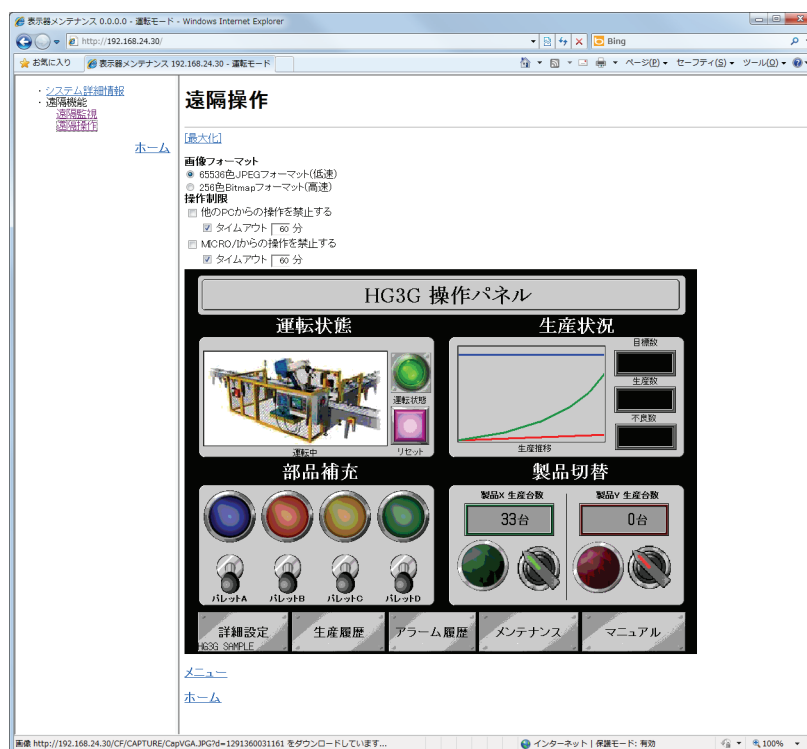 表示器メンテナンス 0.0.0.0 - 運転モード - Windows Internet Explorer
http://192.168.24.30/
Bing
お気に入り
表示器メンテナンス 192.168.24.30 - 運転モード
ページ(P)
セーフティ(S)
ツール(O)
・システム詳細情報
・遠隔機能
遠隔監視
遠隔操作
ホーム
遠隔操作
[最大化]
画像フォーマット
65536色JPEGフォーマット(低速)
256色Bitmapフォーマット(高速)
操作制限
他のPCからの操作を禁止する
タイムアウト 60 分
MICRO/Iからの操作を禁止する
タイムアウト 60 分
HG3G 操作パネル
運転状態
生産状況
目標数
生産数
不良数
運転状態
運転中
リセット
生産推移
部品補充
製品切替
製品X 生産台数
製品Y 生産台数
33台
0台
パレットA
パレットB
パレットC
パレットD
詳細設定
生産履歴
アラーム履歴
メンテナンス
マニュアル
HG3G SAMPLE
メニュー
ホーム
画像 http://192.168.24.30/CF/CAPTURE/CapVGA.JPG?d=1291360031161 をダウンロードしています...
インターネット | 保護モード: 有効
100%